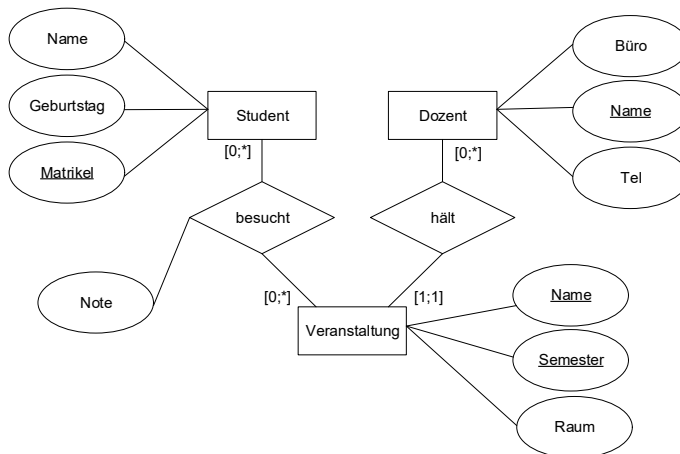 Name
Büro
Geburtstag
Student
Dozent
Name
Matrikel
[0;*]
[0;*]
Tel
besucht
hält
Note
[0;*]
[1;1]
Name
Veranstaltung
Semester
Raum